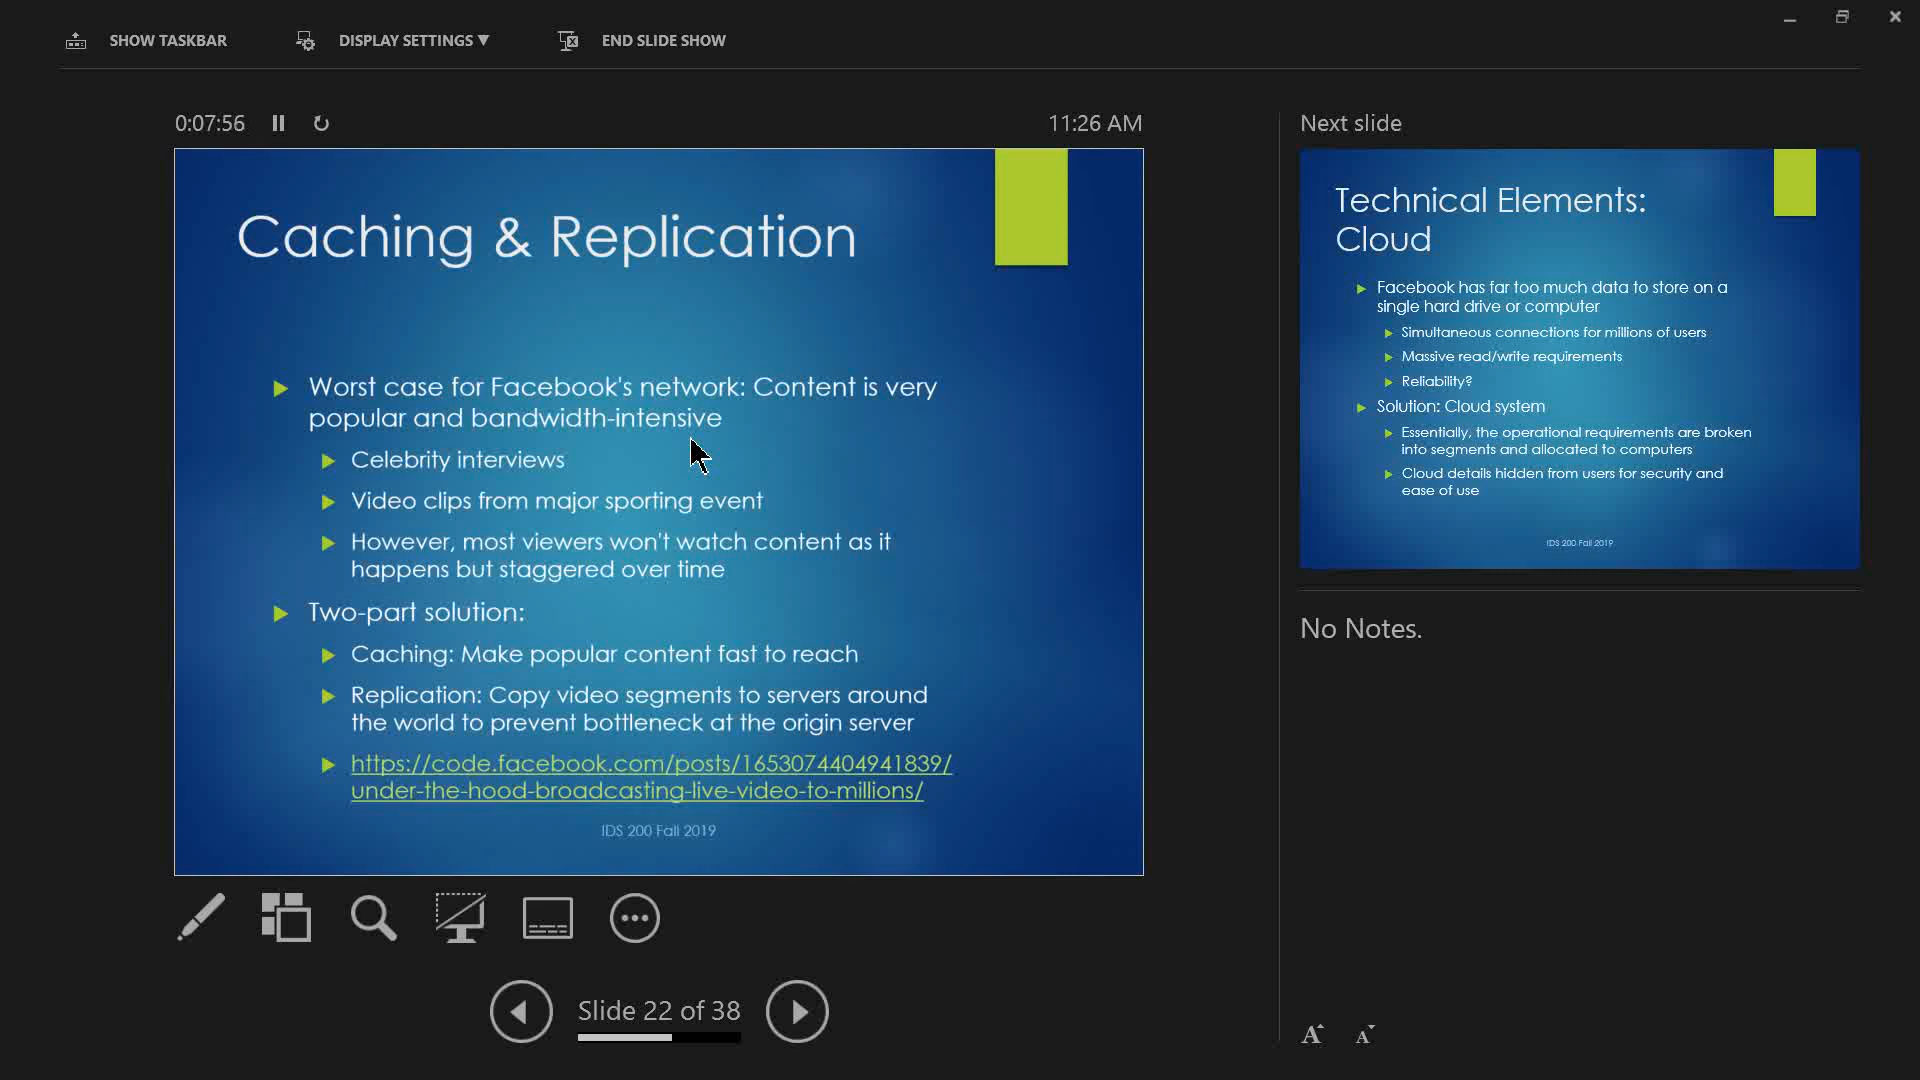 SHOW TASKBAR
DISPLAY SETTINGS
END SLIDE SHOW
0:07:56
11:26 AM
Caching & Replication
Worst case for Facebook's network: Content is very
popular and bandwidth-intensive
Celebrity interviews
Video clips from major sporting event
However, most viewers won't watch content as it
happens but staggered over time
Two-part solution:
Caching: Make popular content fast to reach
Replication: Copy video segments to servers around
the world to prevent bottleneck at the origin server
https://code.facebook.com/posts/1653074404941839/
under-the-hood-broadcasting-live-video-to-millions/
IDS 200 Fall 2019
Slide 22 of 38
Next slide
Technical Elements:
Cloud
Facebook has far too much data to store on a
single hard drive or computer
Simultaneous connections for millions of users
Massive read/write requirements
Reliability?
Solution: Cloud system
Essentially, the operational requirements are broken
into segments and allocated to computers
Cloud details hidden from users for security and
ease of use
IDS 200 Fall 2019
No Notes.
A A